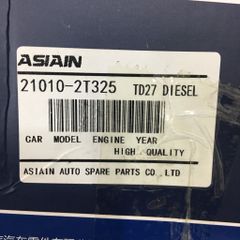 ASIAIN
21010-2T325 TD27 DIESEL
CAR MODEL ENGINE YEAR
HIGH QUALITY
ASIAIN AUTO SPARE PARTS CO.,LTD